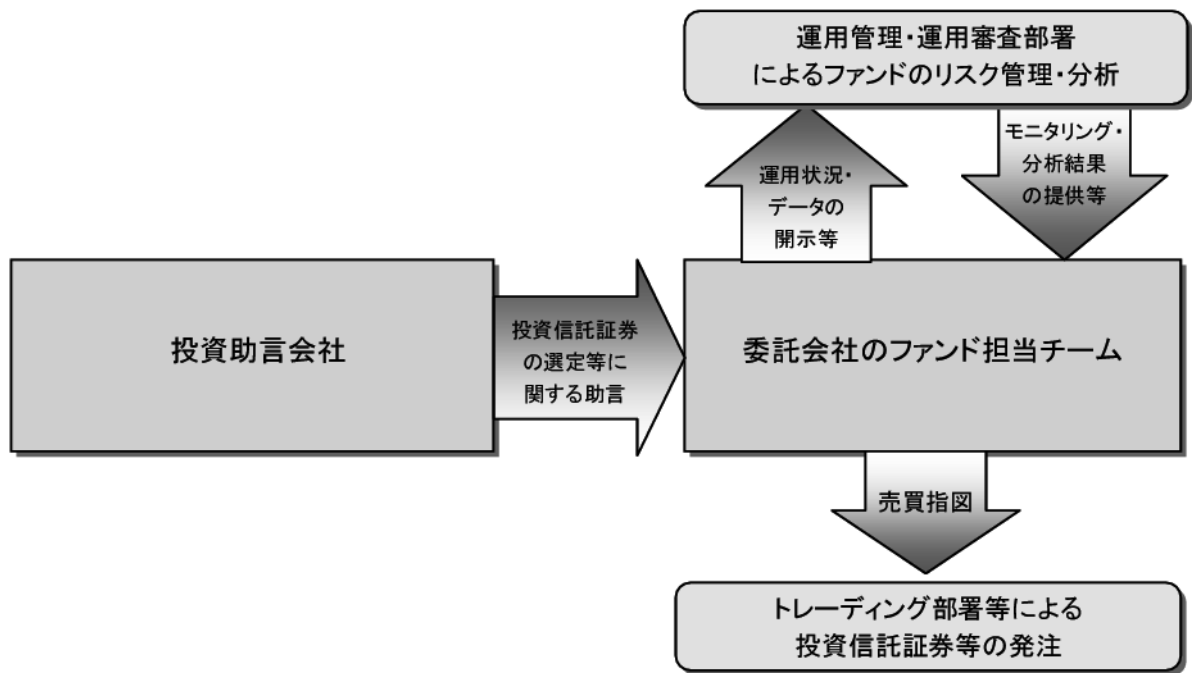 運用管理・運用審査部署
によるファンドのリスク管理・分析
運用状況・
データの
開示等
モニタリング・
分析結果
の提供等
投資助言会社
投資信託証券
の選定等に
関する助言
委託会社のファンド担当チーム
売買指図
トレーディング部署等による
投資信託証券等の発注